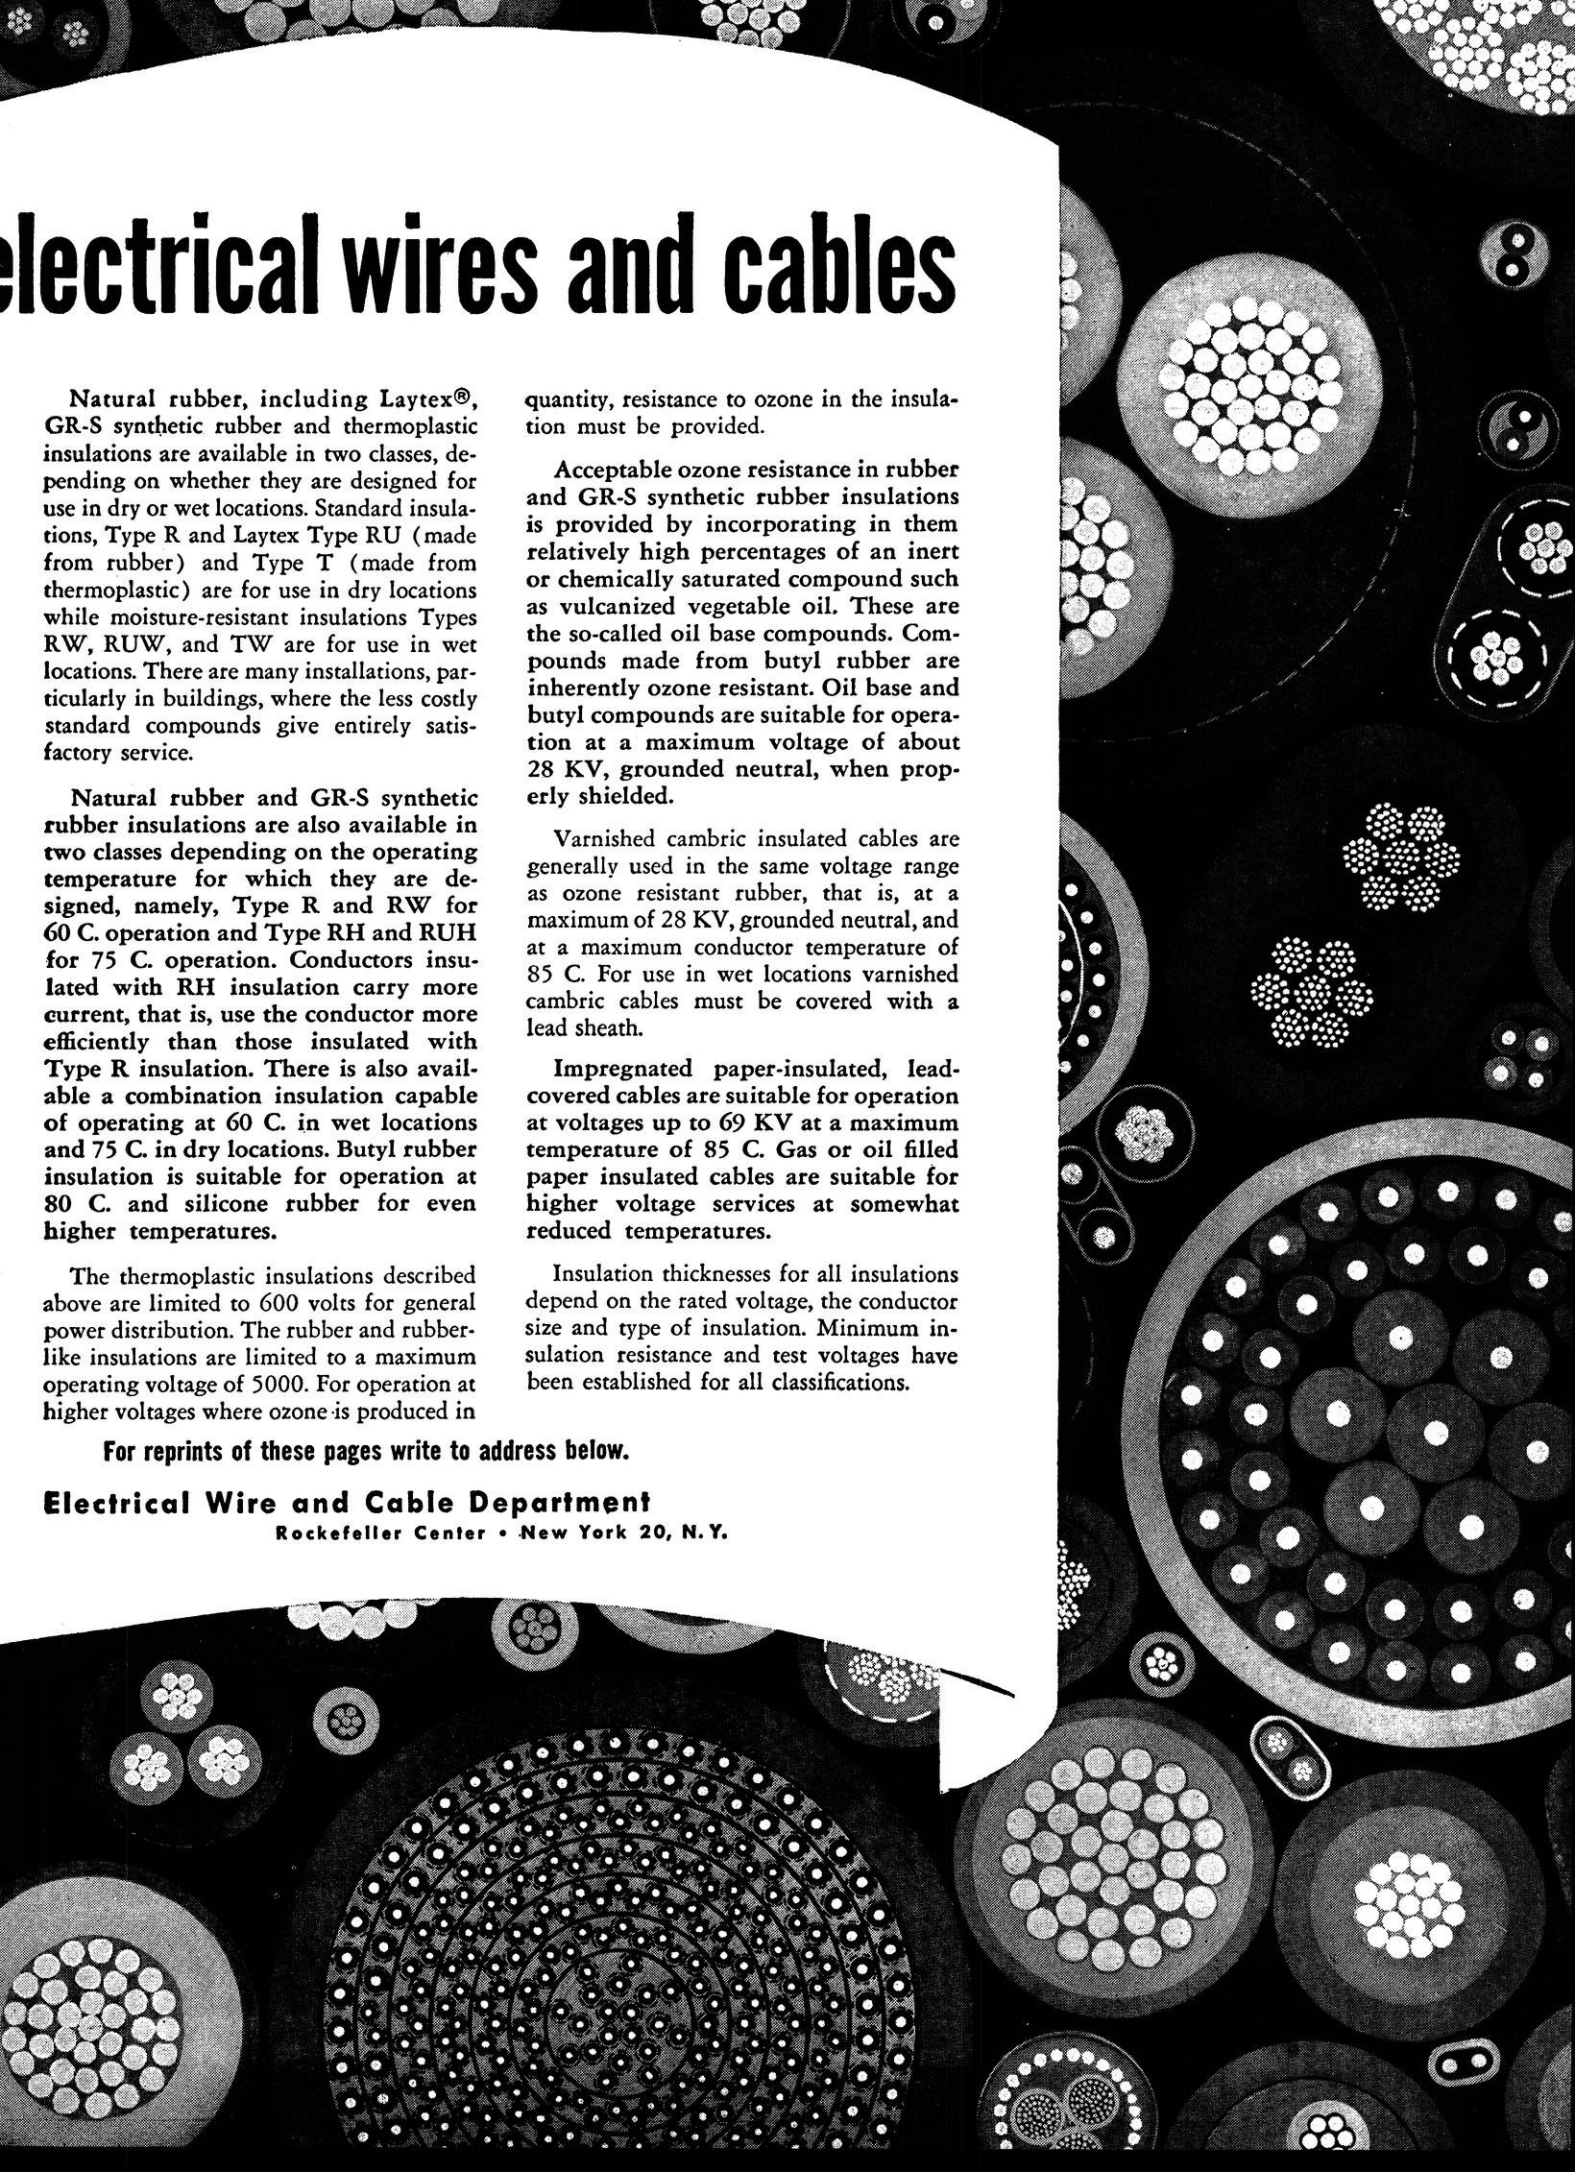 electrical wires and cables
Natural rubber, including Laytex®,
GR-S synthetic rubber and thermoplastic
insulations are available in two classes, de-
pending on whether they are designed for
use in dry or wet locations. Standard insula-
tions, Type R and Laytex Type RU (made
from rubber) and Type T (made from
thermoplastic) are for use in dry locations
while moisture-resistant insulations Types
RW, RUW, and TW are for use in wet
locations. There are many installations, par-
ticularly in buildings, where the less costly
standard compounds give entirely satis-
factory service.
Natural rubber and GR-S synthetic
rubber insulations are also available in
two classes depending on the operating
temperature for which they are de-
signed, namely, Type R and RW for
60 C. operation and Type RH and RUH
for 75 C. operation. Conductors insu-
lated with RH insulation carry more
current, that is, use the conductor more
efficiently than those insulated with
Type R insulation. There is also avail-
able a combination insulation capable
of operating at 60 C. in wet locations
and 75 C. in dry locations. Butyl rubber
insulation is suitable for operation at
80 C. and silicone rubber for even
higher temperatures.
The thermoplastic insulations described
above are limited to 600 volts for general
power distribution. The rubber and rubber-
like insulations are limited to a maximum
operating voltage of 5000. For operation at
higher voltages where ozone is produced in
quantity, resistance to ozone in the insula-
tion must be provided.
Acceptable ozone resistance in rubber
and GR-S synthetic rubber insulations
is provided by incorporating in them
relatively high percentages of an inert
or chemically saturated compound such
as vulcanized vegetable oil. These are
the so-called oil base compounds. Com-
pounds made from butyl rubber are
inherently ozone resistant. Oil base and
butyl compounds are suitable for opera-
tion at a maximum voltage of about
28 KV, grounded neutral, when prop-
erly shielded.
Varnished cambric insulated cables are
generally used in the same voltage range
as ozone resistant rubber, that is, at a
maximum of 28 KV, grounded neutral, and
at a maximum conductor temperature of
85 C. For use in wet locations varnished
cambric cables must be covered with a
lead sheath.
Impregnated paper-insulated, lead-
covered cables are suitable for operation
at voltages up to 69 KV at a maximum
temperature of 85 C. Gas or oil filled
paper insulated cables are suitable for
higher voltage services at somewhat
reduced temperatures.
Insulation thicknesses for all insulations
depend on the rated voltage, the conductor
size and type of insulation. Minimum in-
sulation resistance and test voltages have
been established for all classifications.
For reprints of these pages write to address below.
Electrical Wire and Cable Department
Rockefeller Center • New York 20, N.Y.